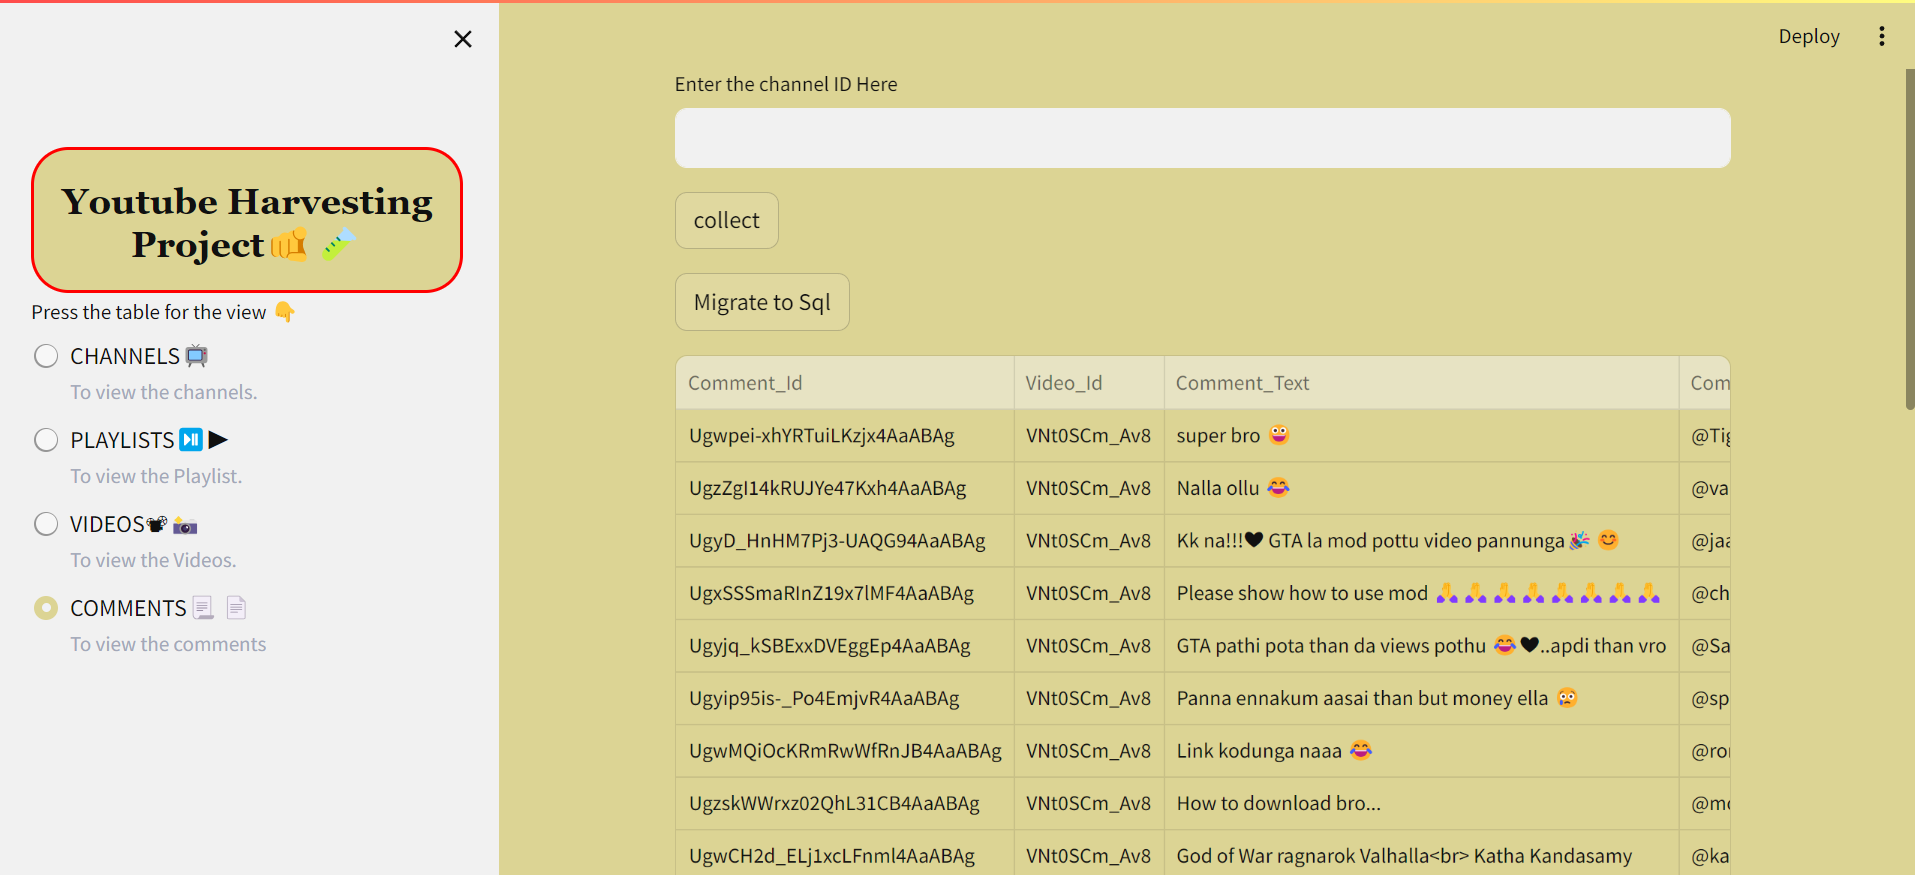 Deploy
Youtube Harvesting
Project🫵 🧪
Press the table for the view 👇
CHANNELS📺
To view the channels.
PLAYLISTS⏯️▶
To view the Playlist.
VIDEOS📽📸
To view the Videos.
COMMENTS📃 📄
To view the comments
Enter the channel ID Here
collect
Migrate to Sql
Comment_Id Video_Id Comment_Text Com
Ugwpei-xhYRTuiLKzjx4AaABAg VNt0SCm_Av8 super bro 😀 @Tig
UgzZgI14kRUJYe47Kxh4AaABAg VNt0SCm_Av8 Nalla ollu 😂 @va
UgyD_HnHM7Pj3-UAQG94AaABAg VNt0SCm_Av8 Kk na!!!❤ GTA la mod pottu video pannunga🎉 😊 @jaa
UgxSSSmaRInZ19x7lMF4AaABAg VNt0SCm_Av8 Please show how to use mod 🙏🙏🙏🙏🙏🙏🙏🙏 @ch
Ugyjq_kSBExxDVEggEp4AaABAg VNt0SCm_Av8 GTA pathi pota than da views pothu 😂❤..apdi than vro @Sa
Ugyip95is-_Po4EmjvR4AaABAg VNt0SCm_Av8 Panna ennakum aasai than but money ella 😢 @sp
UgwMQiOcKRmRwWfRnJB4AaABAg VNt0SCm_Av8 Link kodunga naaa 😂 @ro
UgzskWWrxz02QhL31CB4AaABAg VNt0SCm_Av8 How to download bro... @mo
UgwCH2d_ELj1xcLFnml4AaABAg VNt0SCm_Av8 God of War ragnarok Valhalla<br> Katha Kandasamy @ka